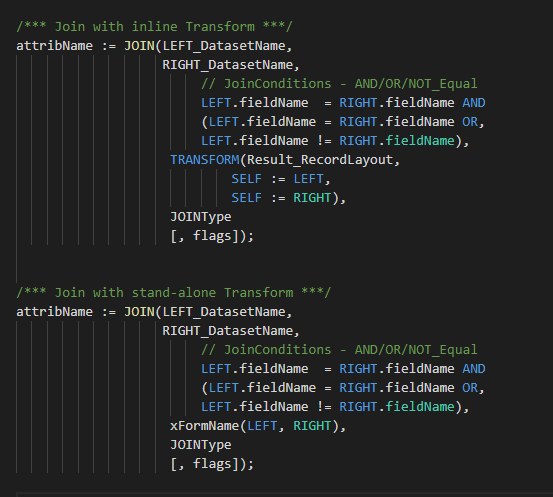 /*** Join with inline Transform ***/
attribName := JOIN(LEFT_DatasetName,
RIGHT_DatasetName,
// JoinConditions - AND/OR/NOT_Equal
LEFT.fieldName  = RIGHT.fieldName AND
(LEFT.fieldName = RIGHT.fieldName OR,
LEFT.fieldName != RIGHT.fieldName),
TRANSFORM(Result_RecordLayout,
SELF := LEFT,
SELF := RIGHT),
JOINType
[, flags]);
/*** Join with stand-alone Transform ***/
attribName := JOIN(LEFT_DatasetName,
RIGHT_DatasetName,
// JoinConditions - AND/OR/NOT_Equal
LEFT.fieldName  = RIGHT.fieldName AND
(LEFT.fieldName = RIGHT.fieldName OR,
LEFT.fieldName != RIGHT.fieldName),
xFormName(LEFT, RIGHT),
JOINType
[, flags]);